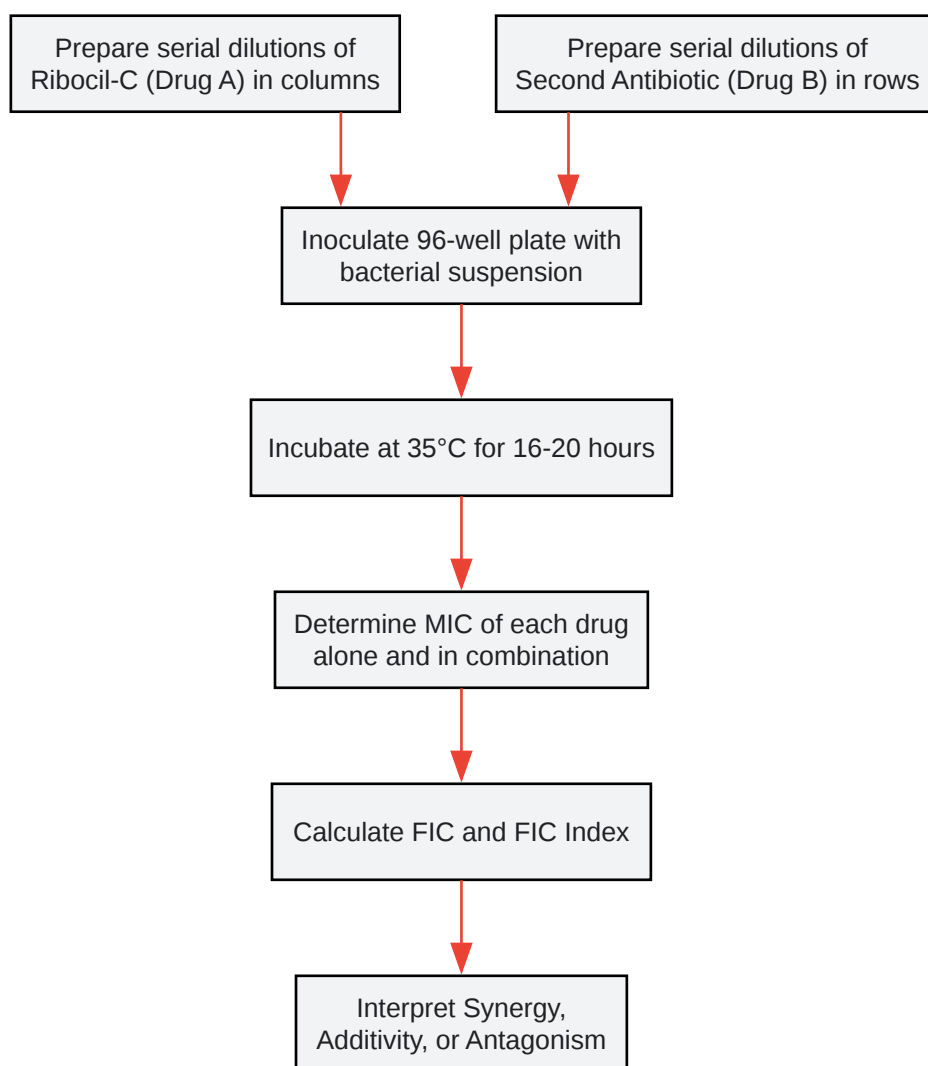 Prepare serial dilutions of
Ribocil-C (Drug A) in columns
Prepare serial dilutions of
Second Antibiotic (Drug B) in rows
Inoculate 96-well plate with
bacterial suspension
Incubate at 35°C for 16-20 hours
Determine MIC of each drug
alone and in combination
Calculate FIC and FIC Index
Interpret Synergy,
Additivity, or Antagonism